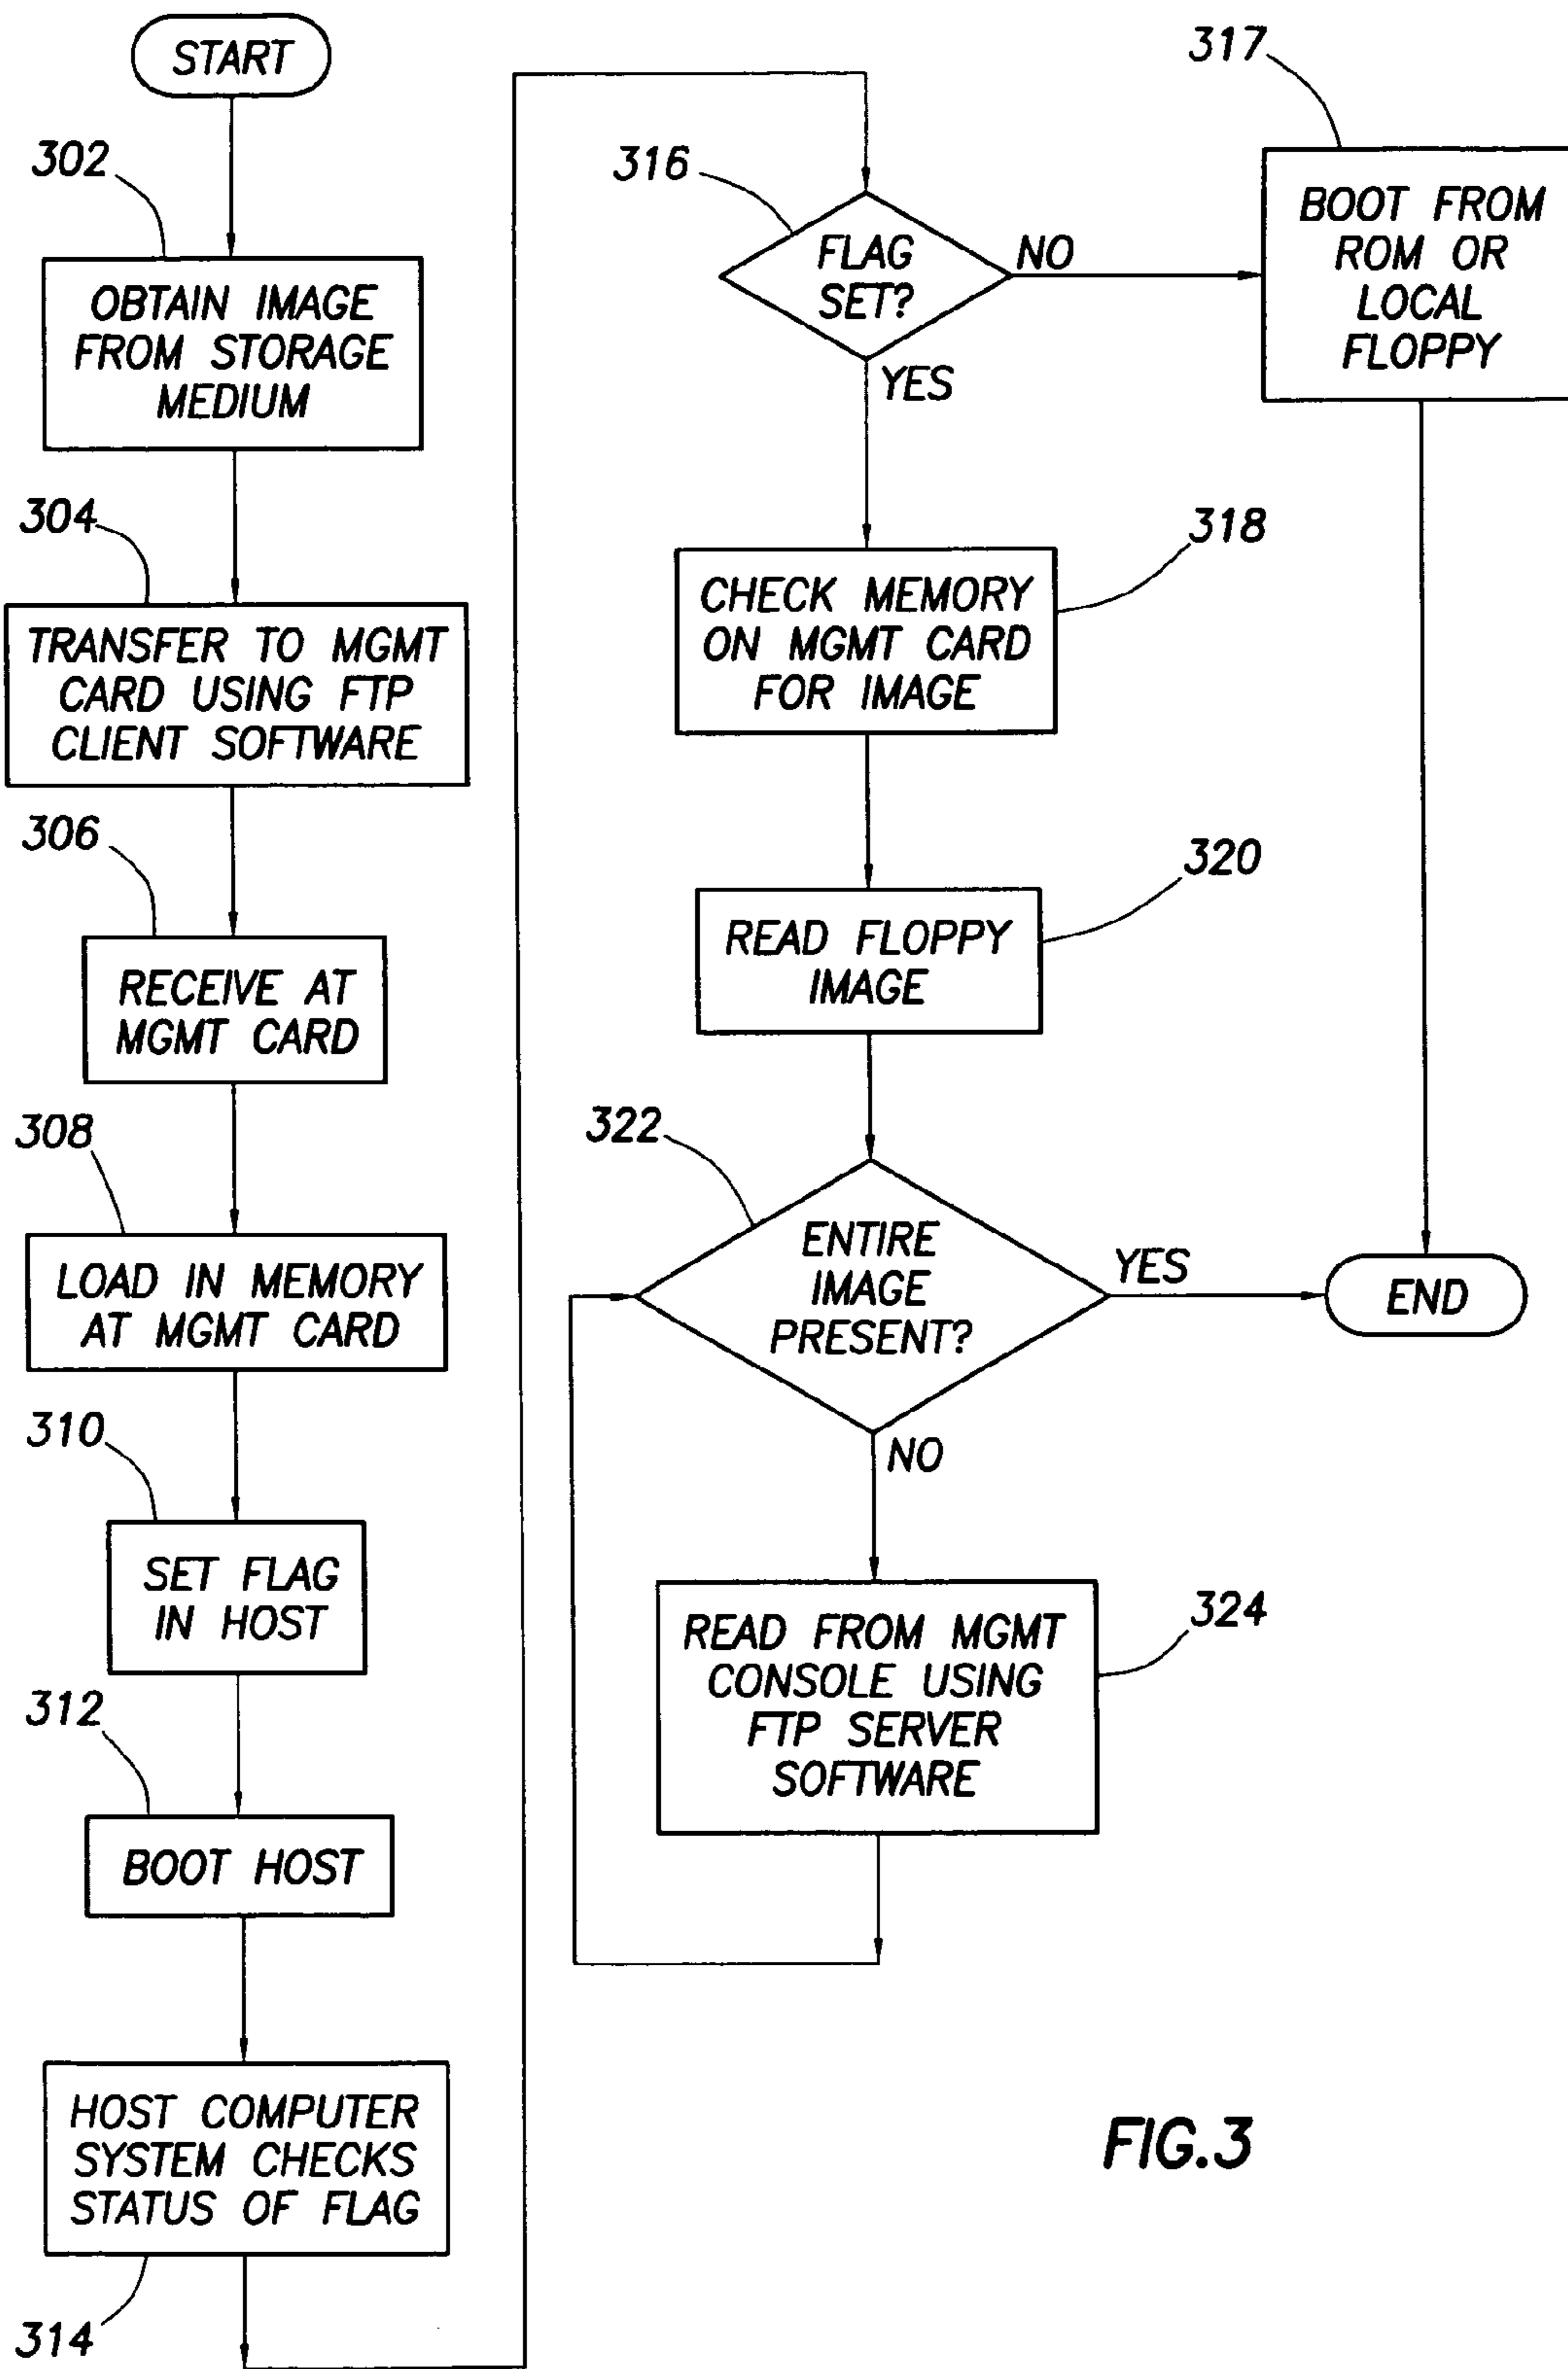 START
302
OBTAIN IMAGE
FROM STORAGE
MEDIUM
304
TRANSFER TO MGMT
CARD USING FTP
CLIENT SOFTWARE
306
RECEIVE AT
MGMT CARD
308
LOAD IN MEMORY
AT MGMT CARD
310
SET FLAG
IN HOST
312
BOOT HOST
HOST COMPUTER
SYSTEM CHECKS
STATUS OF FLAG
314
316
FLAG
SET?
NO
YES
317
BOOT FROM
ROM OR
LOCAL
FLOPPY
318
CHECK MEMORY
ON MGMT CARD
FOR IMAGE
320
READ FLOPPY
IMAGE
322
ENTIRE
IMAGE
PRESENT?
YES
END
NO
324
READ FROM MGMT
CONSOLE USING
FTP SERVER
SOFTWARE
FIG.3